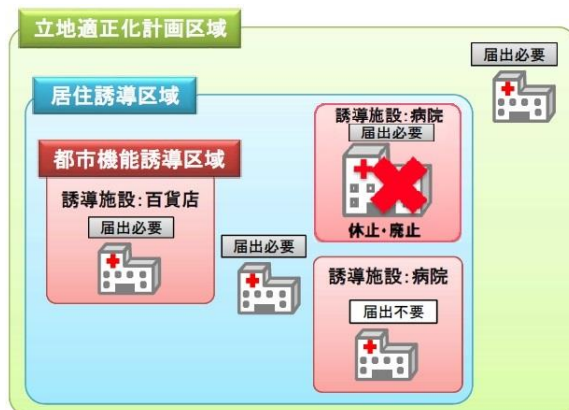 立地適正化計画区域
届出必要
居住誘導区域
誘導施設:病院
届出必要
休止・廃止
都市機能誘導区域
誘導施設:百貨店
届出必要
届出必要
誘導施設:病院
届出不要